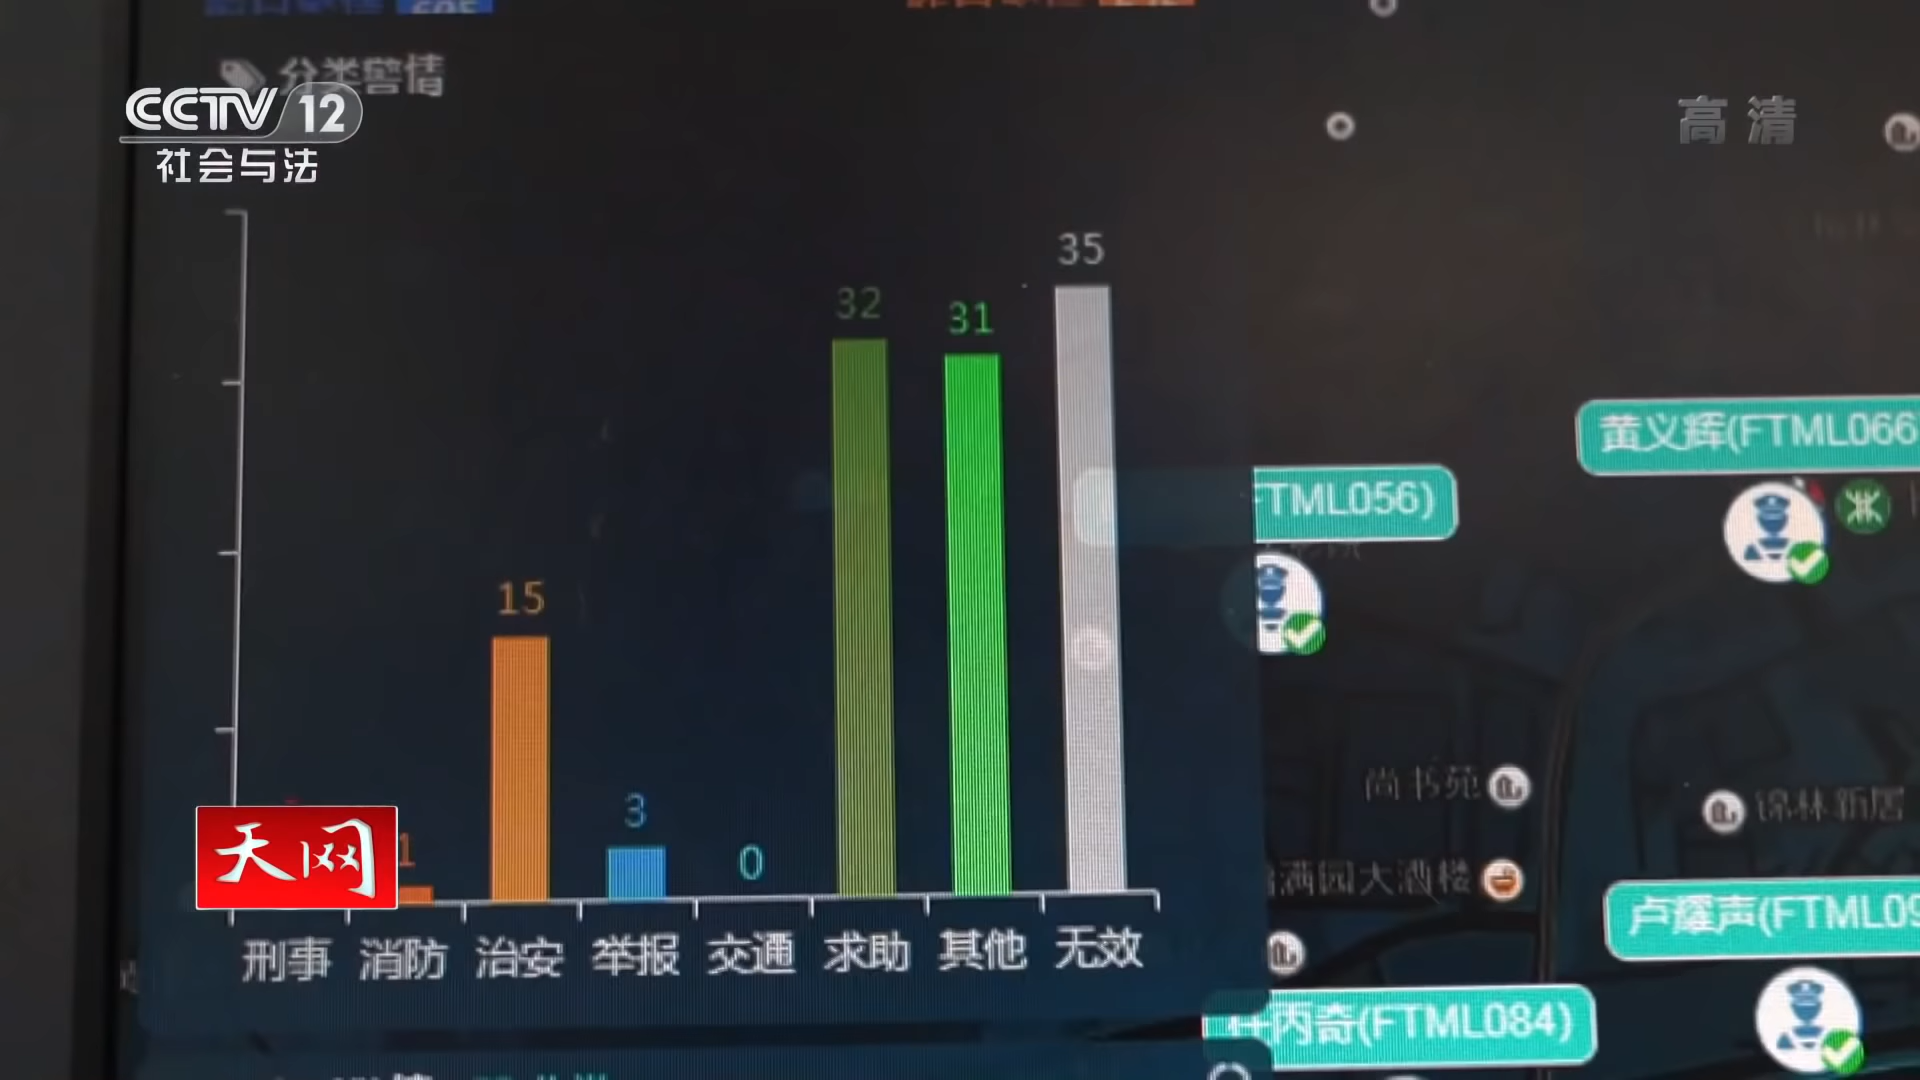 分类警情
CCTV 12
社会与法
高清
35
32
31
15
3
0
1
天网
刑事 消防 治安 举报 交通 求助 其他 无效
黄义辉(FTML066
FTML056)
尚书苑
锦林新居
满园大酒楼
卢耀声(FTML09
丙奇(FTML084)